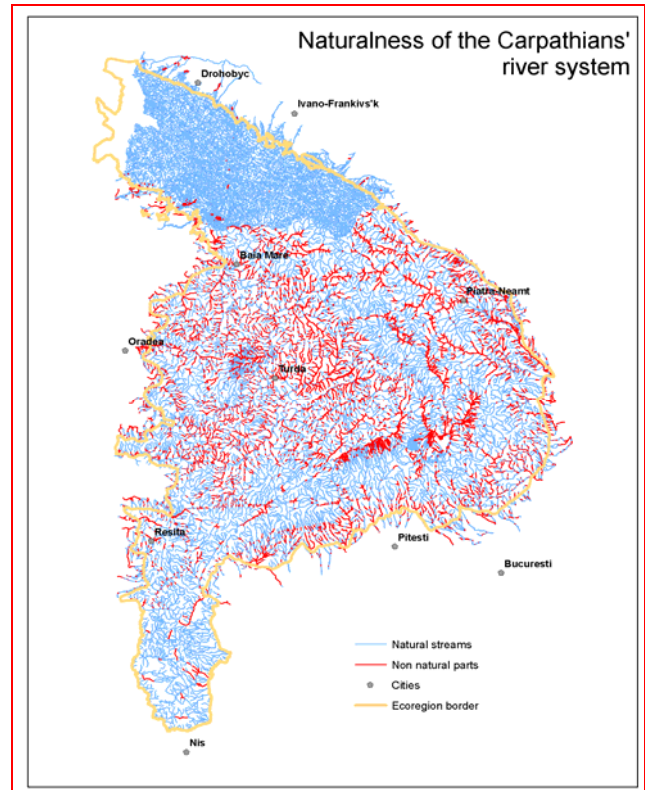 Naturalness of the Carpathians'
river system
Drohobyc
Ivano-Frankivs'k
Baia Mare
Piatra-Neamt
Oradea
Turda
Resita
Pitesti
Bucuresti
Natural streams
Non natural parts
Cities
Ecoregion border
Nis